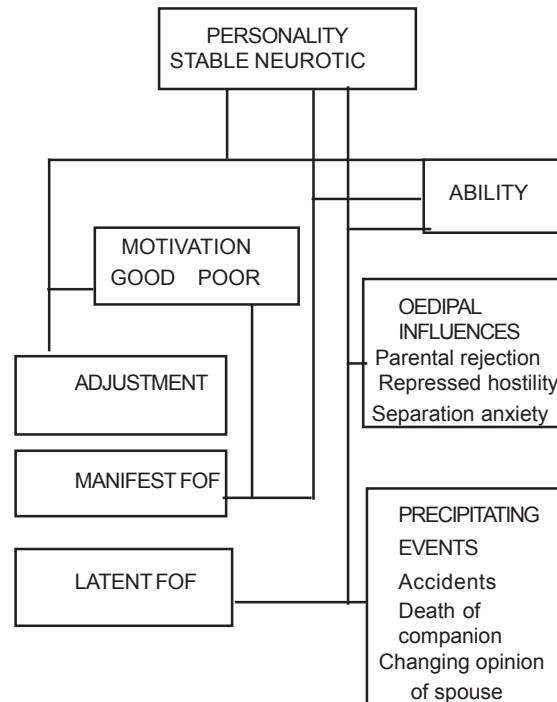 PERSONALITY
STABLE NEUROTIC
ABILITY
MOTIVATION
GOOD POOR
OEDIPAL
INFLUENCES
Parental rejection
Repressed hostility
Separation anxiety
ADJUSTMENT
MANIFEST FOF
LATENT FOF
PRECIPITATING
EVENTS
Accidents
Death of
companion
Changing opinion
of spouse